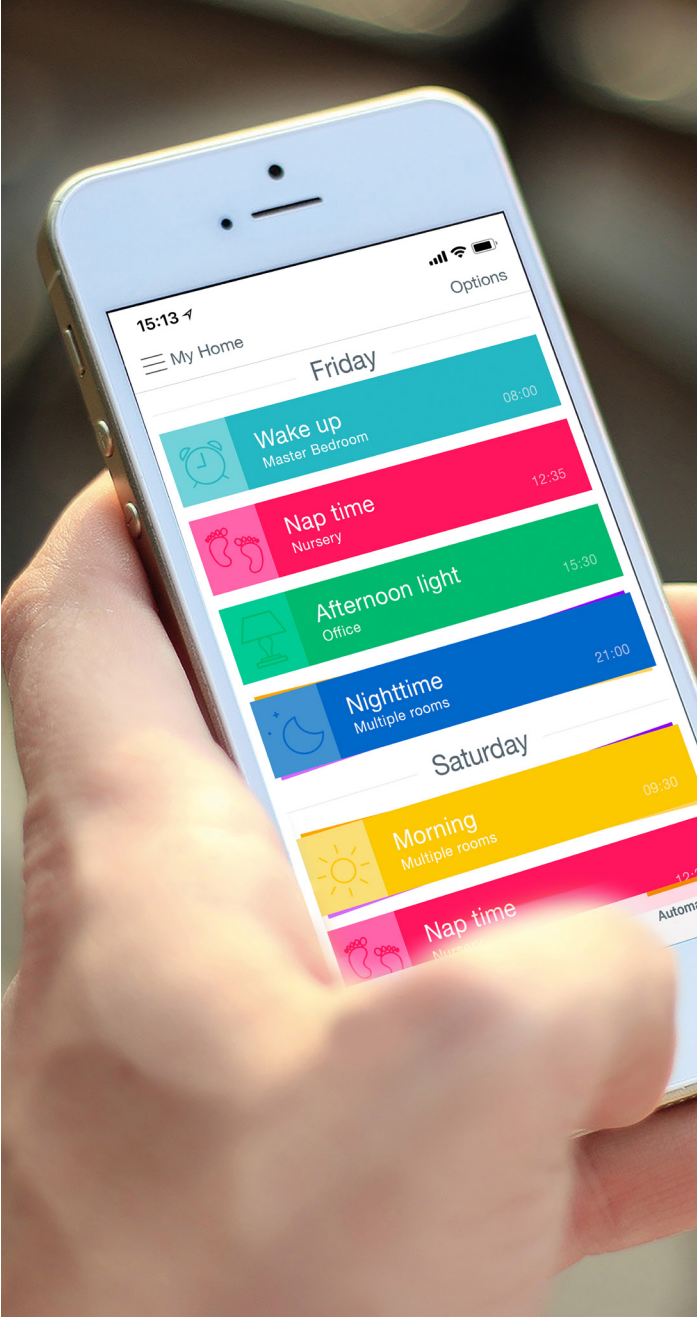 15:13
My Home
Options
Friday
Wake up
Master Bedroom
08:00
Nap time
Nursery
12:35
Afternoon light
Office
15:30
Nighttime
Multiple rooms
21:00
Saturday
Morning
Multiple rooms
09:30
Nap time